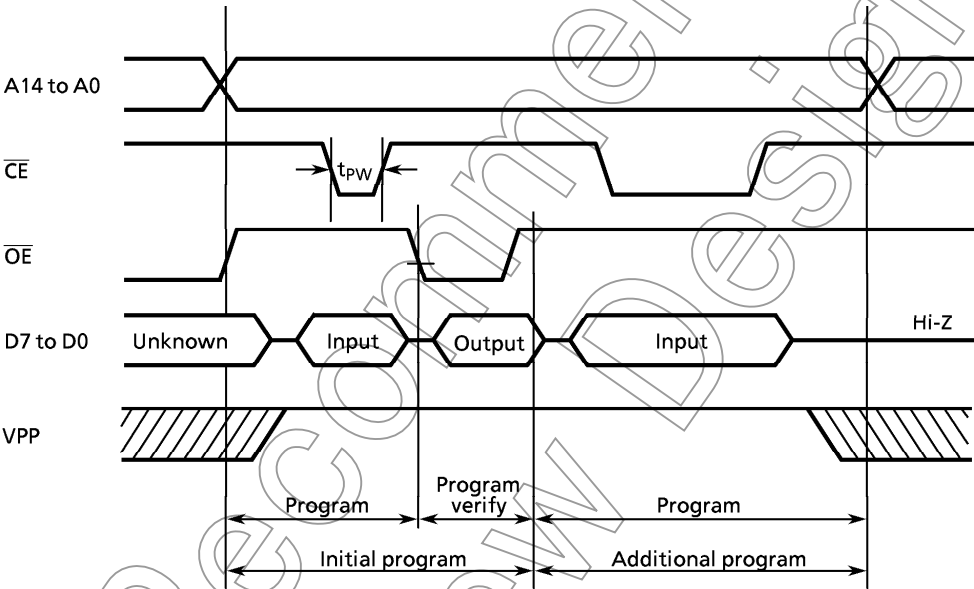 A14 to A0
CE
tPW
OE
D7 to D0
Unknown
Input
Output
Input
Hi-Z
VPP
Program
Program
verify
Program
Initial program
Additional program